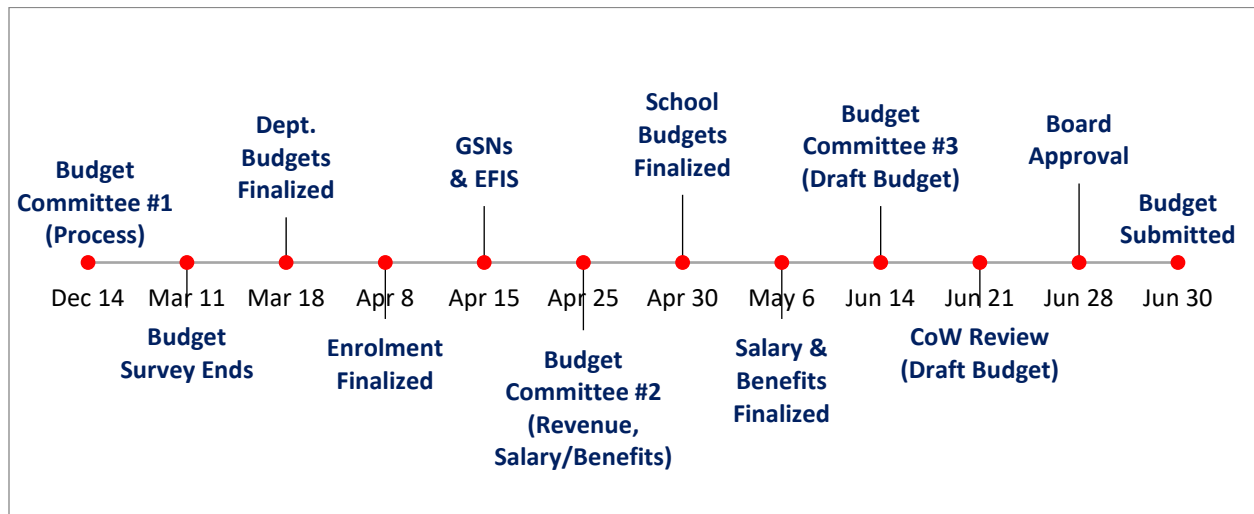 Budget
Committee #1
(Process)
Dept.
Budgets
Finalized
GSNs
& EFIS
School
Budgets
Finalized
Budget
Committee #3
(Draft Budget)
Board
Approval
Budget
Submitted
Dec 14 Mar 11 Mar 18 Apr 8 Apr 15 Apr 25 Apr 30 May 6 Jun 14 Jun 21 Jun 28 Jun 30
Budget
Survey Ends
Enrolment
Finalized
Budget
Committee #2
(Revenue,
Salary/Benefits)
Salary &
Benefits
Finalized
CoW Review
(Draft Budget)